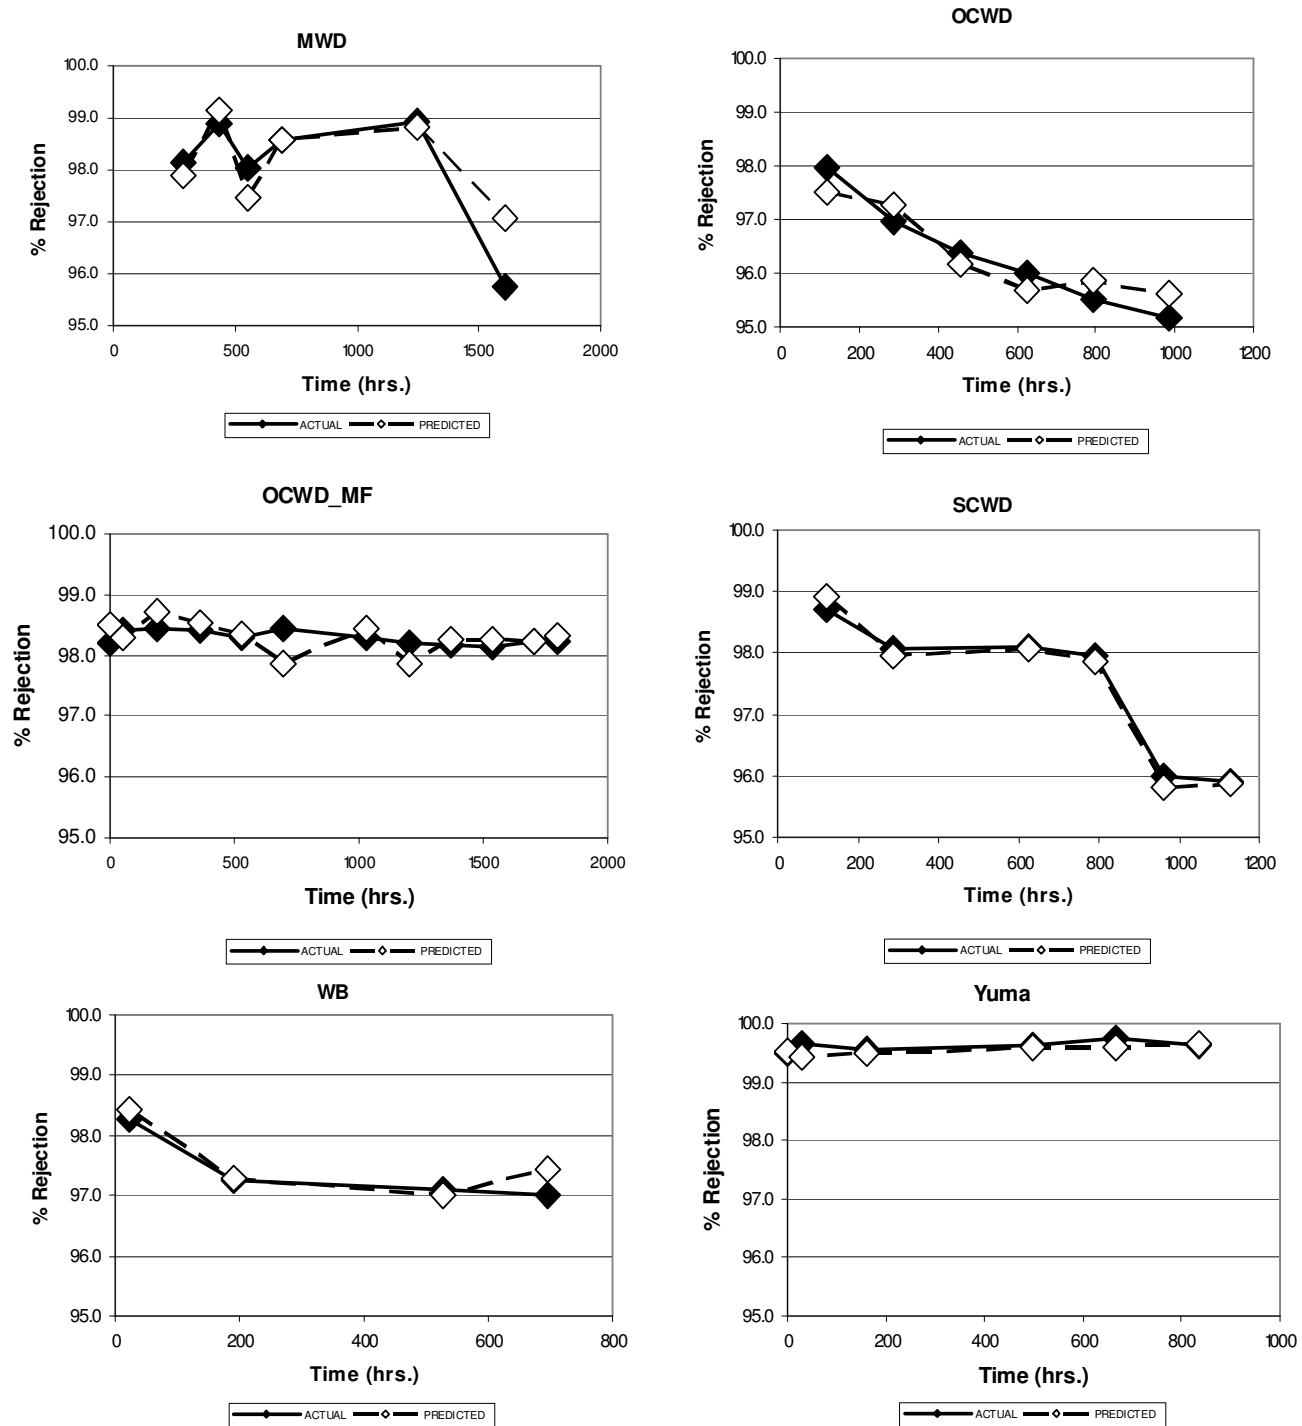 MWD
100.0
99.0
98.0
97.0
96.0
95.0
% Rejection
0 500 1000 1500 2000
Time (hrs.)
ACTUAL PREDICTED
OCWD
100.0
99.0
98.0
97.0
96.0
95.0
% Rejection
0 200 400 600 800 1000 1200
Time (hrs.)
ACTUAL PREDICTED
OCWD_MF
100.0
99.0
98.0
97.0
96.0
95.0
% Rejection
0 500 1000 1500 2000
Time (hrs.)
ACTUAL PREDICTED
SCWD
100.0
99.0
98.0
97.0
96.0
95.0
% Rejection
0 200 400 600 800 1000 1200
Time (hrs.)
ACTUAL PREDICTED
WB
100.0
99.0
98.0
97.0
96.0
95.0
% Rejection
0 200 400 600 800
Time (hrs.)
ACTUAL PREDICTED
Yuma
100.0
99.0
98.0
97.0
96.0
95.0
% Rejection
0 200 400 600 800 1000
Time (hrs.)
ACTUAL PREDICTED